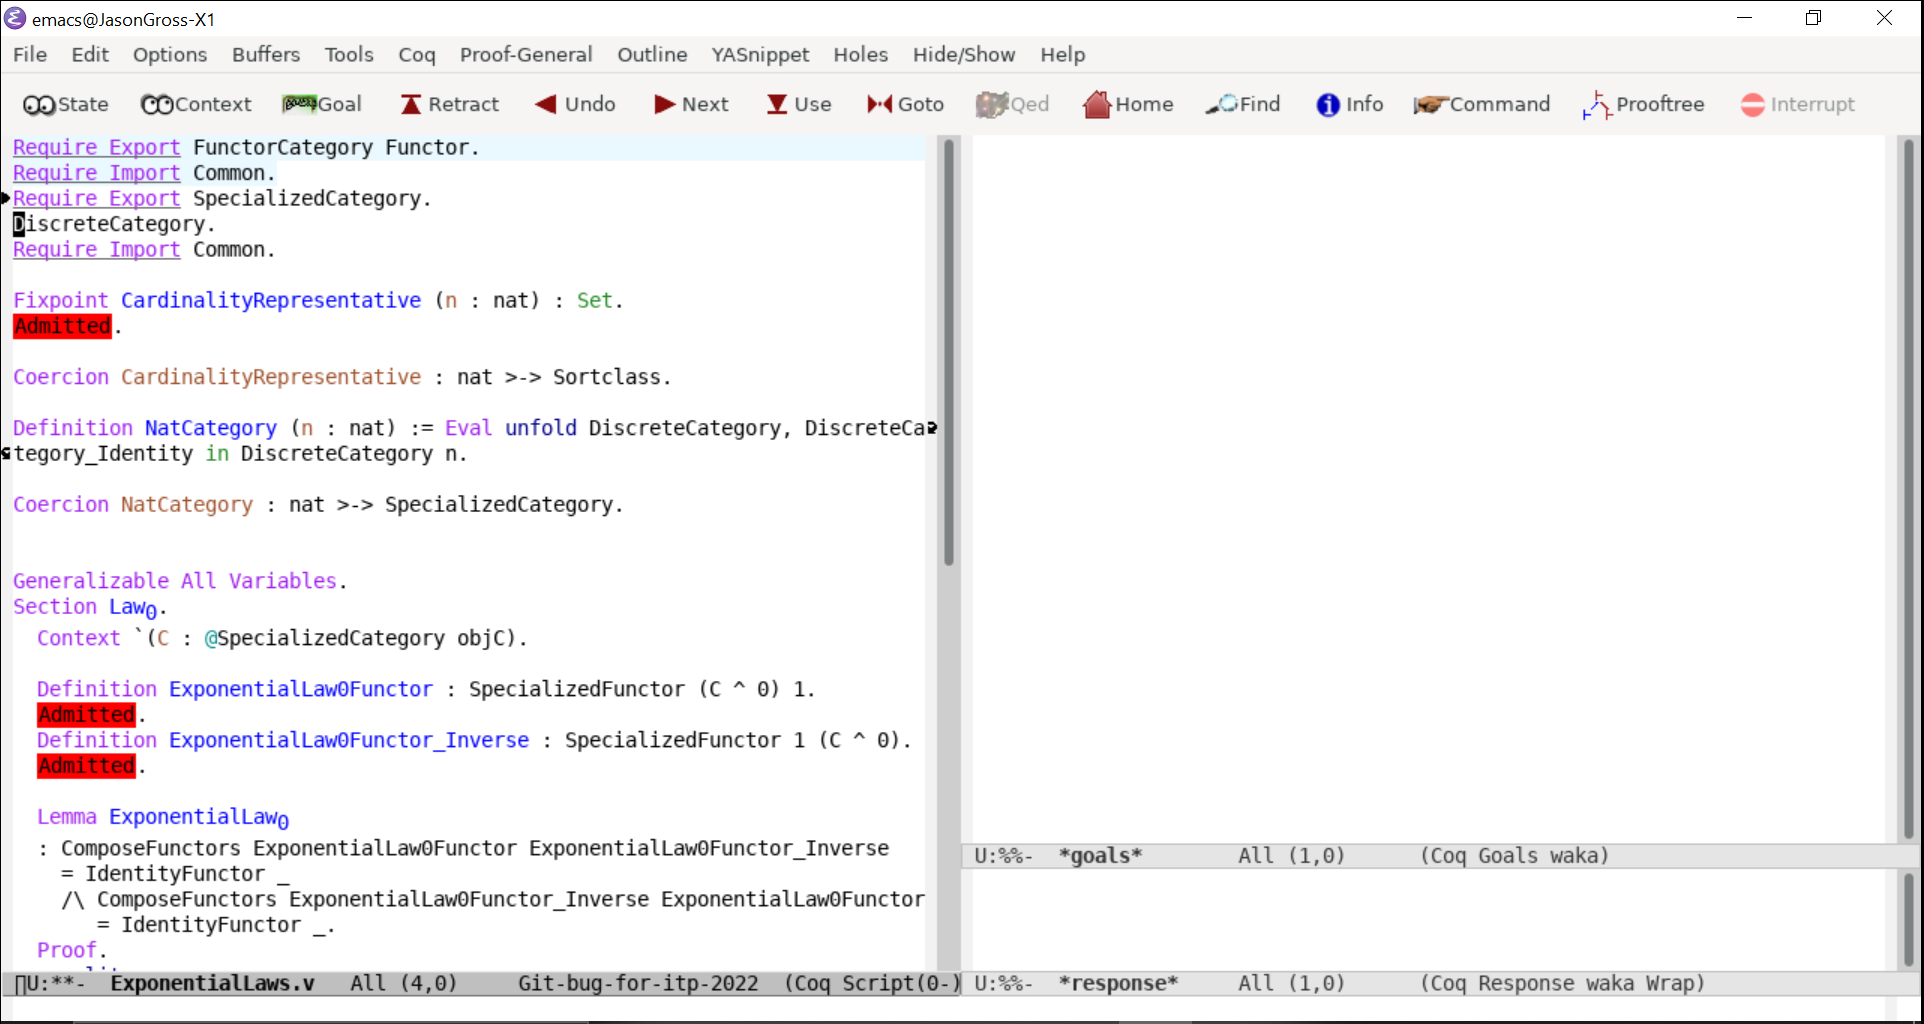 emacs@JasonGross-X1
File Edit Options Buffers Tools Coq Proof-General Outline YASnippet Holes Hide/Show Help
State Context Goal Retract Undo Next Use Goto Qed Home Find Info Command Prooftree Interrupt
Require Export FunctorCategory Functor.
Require Import Common.
Require Export SpecializedCategory.
DiscreteCategory.
Require Import Common.
Fixpoint CardinalityRepresentative (n : nat) : Set.
Admitted.
Coercion CardinalityRepresentative : nat >-> Sortclass.
Definition NatCategory (n : nat) := Eval unfold DiscreteCategory, DiscreteCa
tegory_Identity in DiscreteCategory n.
Coercion NatCategory : nat >-> SpecializedCategory.
Generalizable All Variables.
Section Law0.
Context `(C : @SpecializedCategory objC).
Definition ExponentialLaw0Functor : SpecializedFunctor (C ^ 0) 1.
Admitted.
Definition ExponentialLaw0Functor_Inverse : SpecializedFunctor 1 (C ^ 0).
Admitted.
Lemma ExponentialLaw0
: ComposeFunctors ExponentialLaw0Functor ExponentialLaw0Functor_Inverse
= IdentityFunctor _
/\ ComposeFunctors ExponentialLaw0Functor_Inverse ExponentialLaw0Functor
= IdentityFunctor _.
Proof.
U:**- ExponentialLaws.v All (4,0) Git-bug-for-itp-2022 (Coq Script(0-)
U:%%- *goals* All (1,0) (Coq Goals waka)
U:%%- *response* All (1,0) (Coq Response waka Wrap)